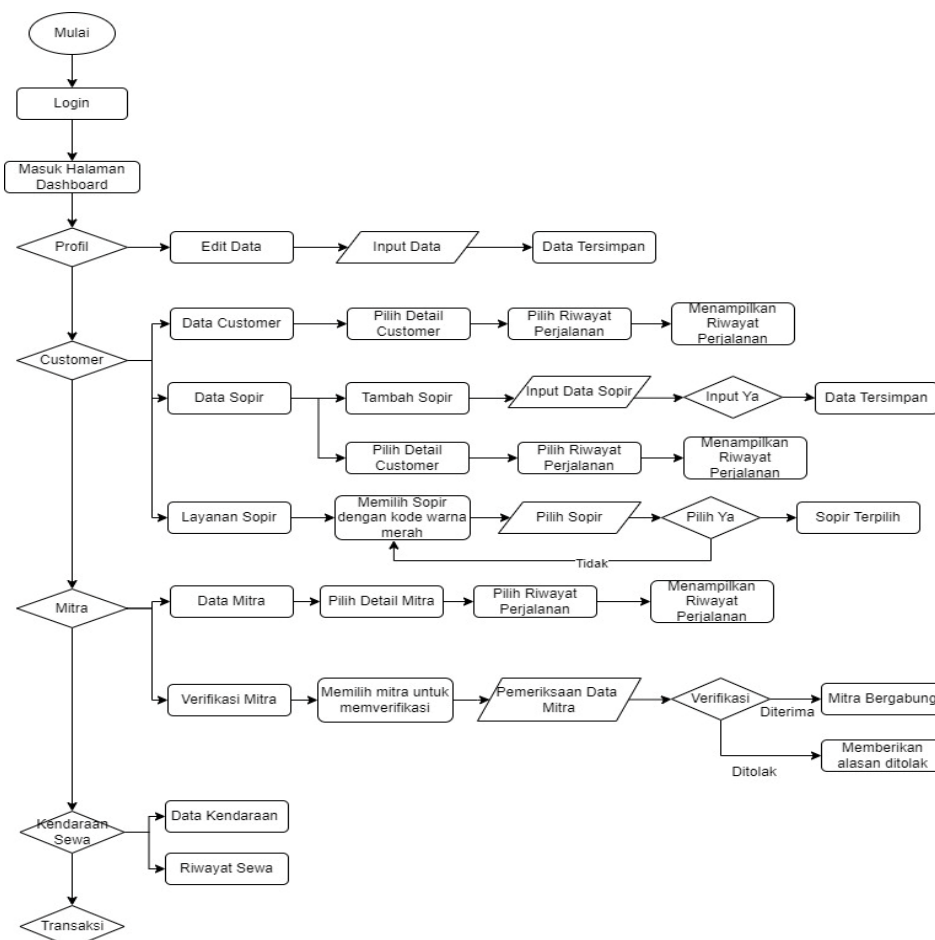 Mulai
Login
Masuk Halaman
Dashboard
Profil
Edit Data
Input Data
Data Tersimpan
Customer
Data Customer
Pilih Detail
Customer
Pilih Riwayat
Perjalanan
Menampilkan
Riwayat
Perjalanan
Data Sopir
Tambah Sopir
Input Data Sopir
Input Ya
Data Tersimpan
Pilih Detail
Customer
Pilih Riwayat
Perjalanan
Menampilkan
Riwayat
Perjalanan
Layanan Sopir
Memilih Sopir
dengan kode warna
merah
Pilih Sopir
Pilih Ya
Sopir Terpilih
Tidak
Mitra
Data Mitra
Pilih Detail Mitra
Pilih Riwayat
Perjalanan
Menampilkan
Riwayat
Perjalanan
Verifikasi Mitra
Memilih mitra untuk
memverifikasi
Pemeriksaan Data
Mitra
Verifikasi
Diterima
Mitra Bergabung
Ditolak
Memberikan
alasan ditolak
Kendaraan
Sewa
Data Kendaraan
Riwayat Sewa
Transaksi